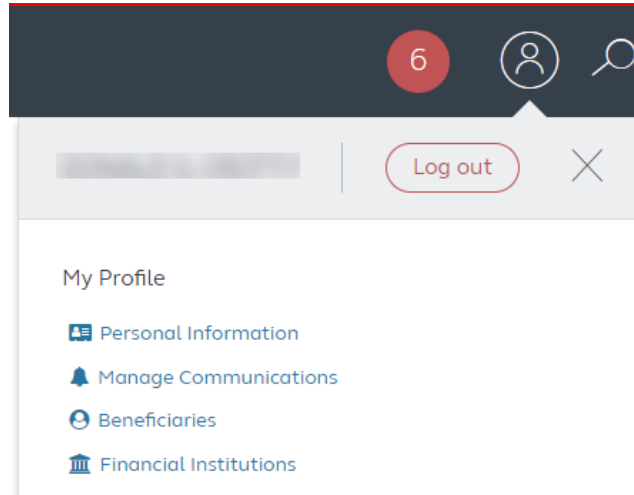 6
Log out
My Profile
Personal Information
Manage Communications
Beneficiaries
Financial Institutions